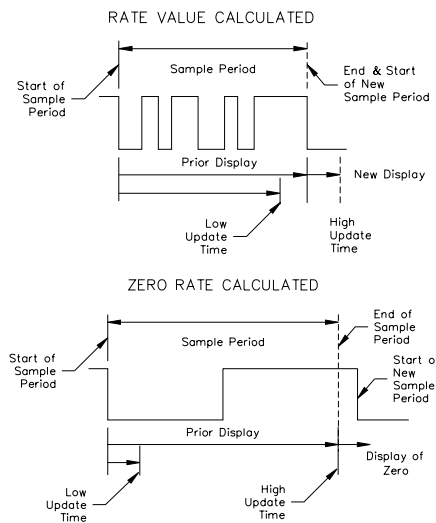 RATE VALUE CALCULATED
Sample Period
Start of
Sample
Period
End & Start
of New
Sample Period
Prior Display
New Display
Low
Update
Time
High
Update
Time
ZERO RATE CALCULATED
End of
Sample
Period
Sample Period
Start of
Sample
Period
Start o
New
Sample
Period
Prior Display
Display of
Zero
Low
Update
Time
High
Update
Time